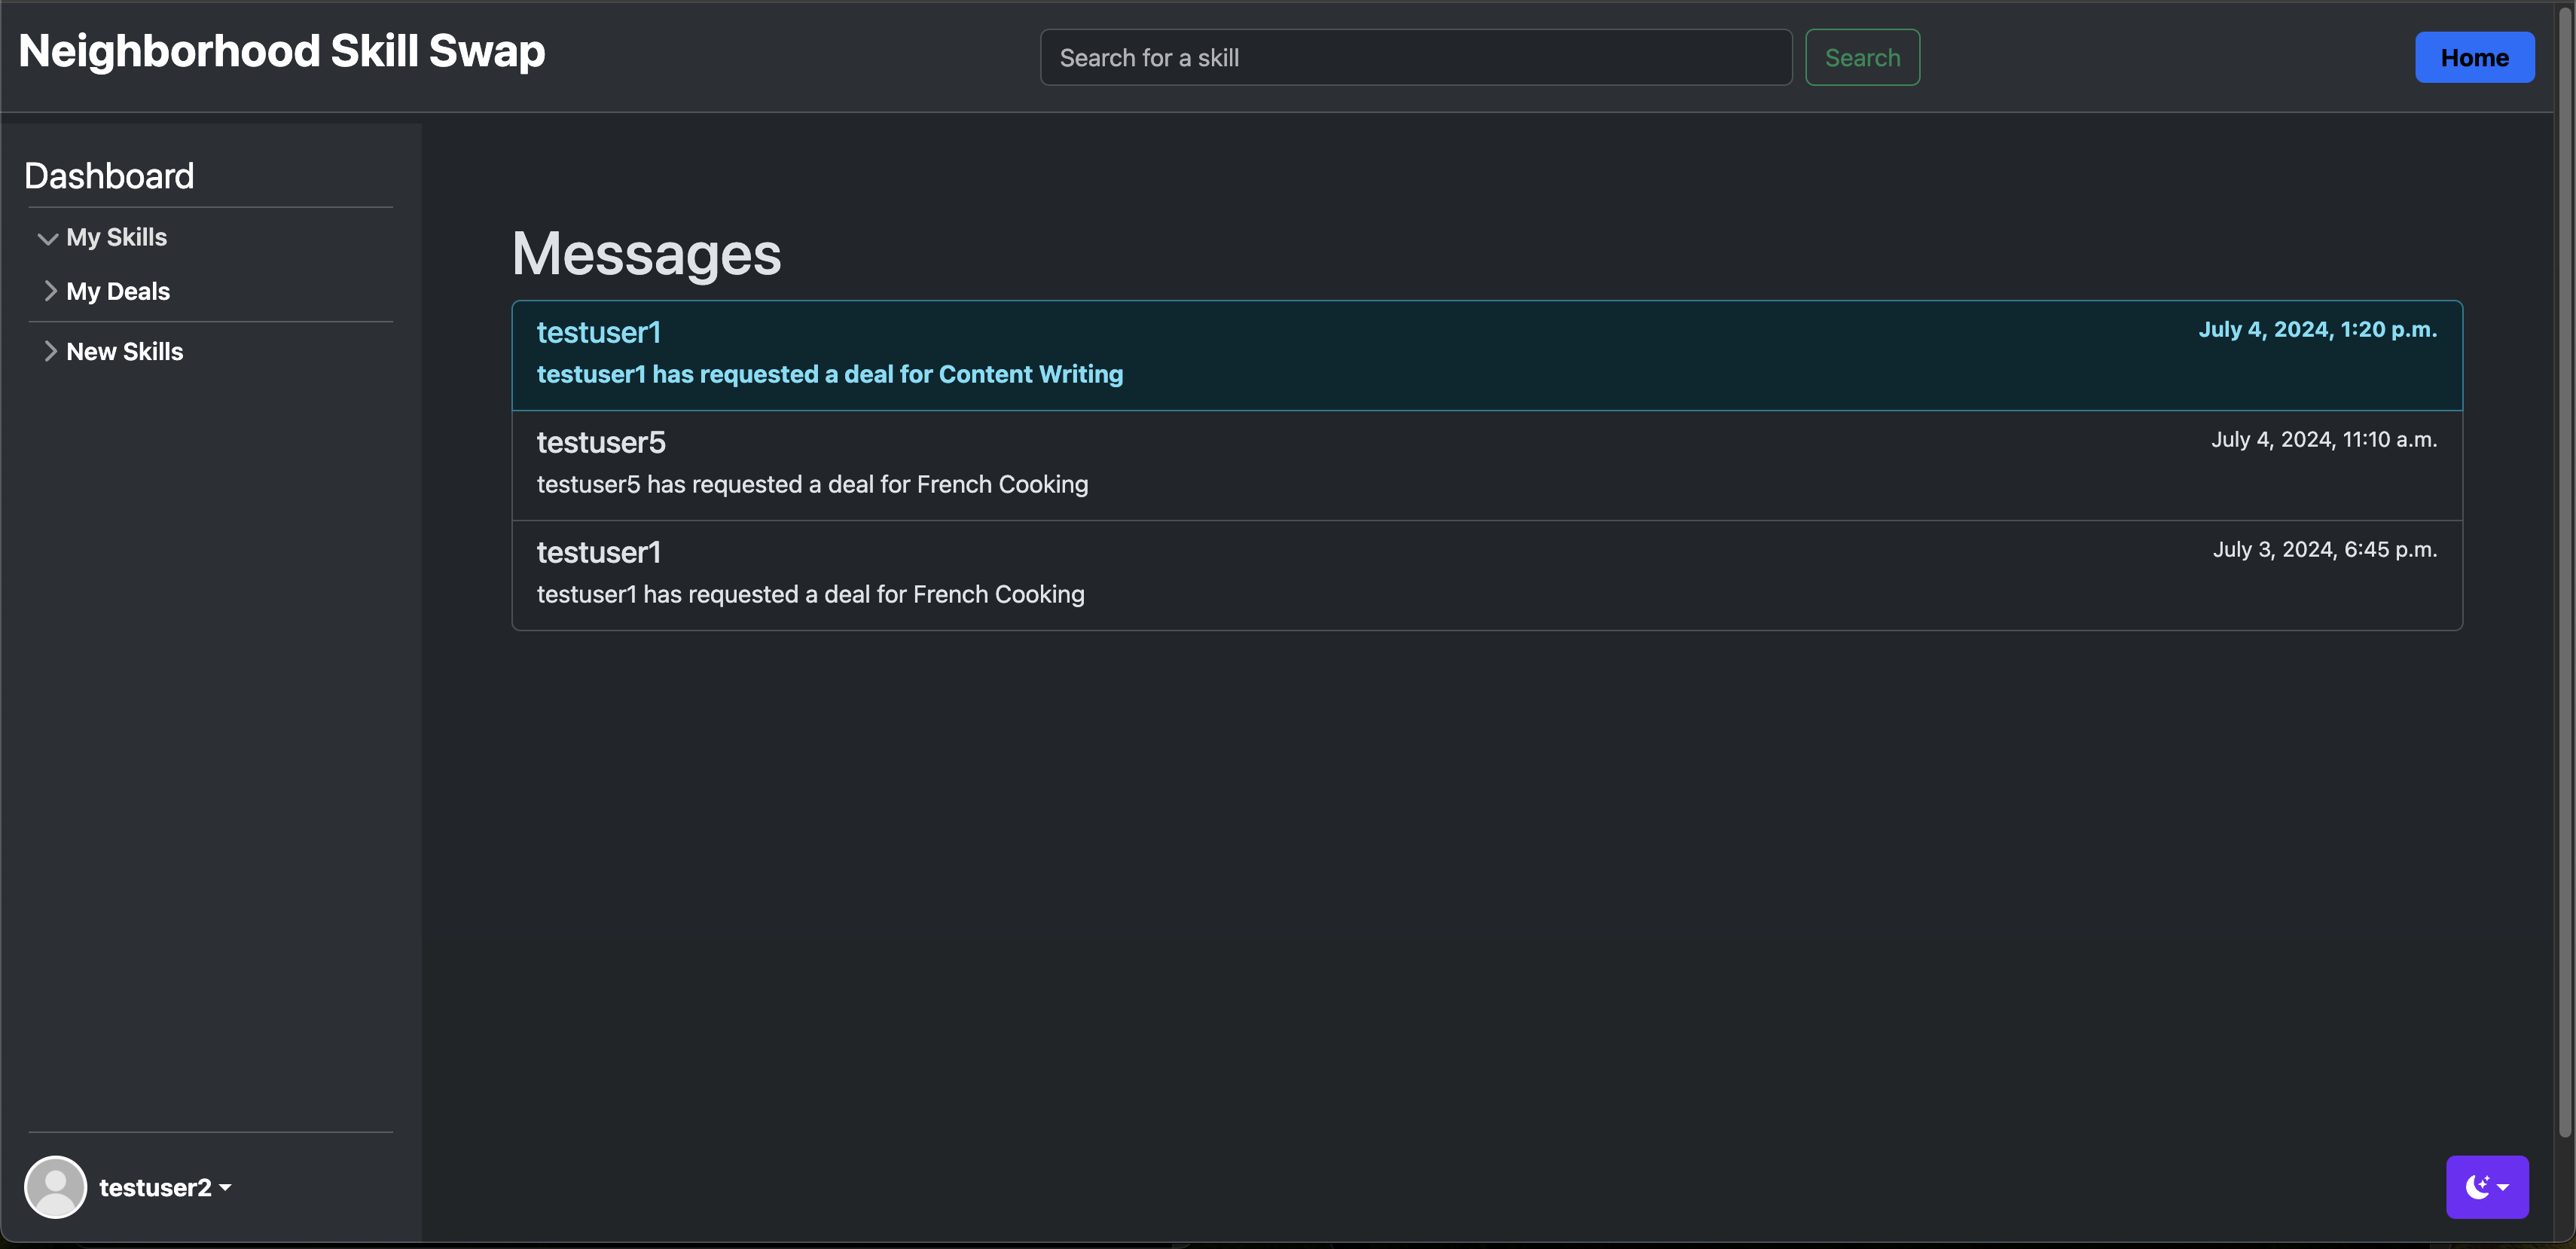 Neighborhood Skill Swap
Search for a skill
Search
Home
Dashboard
My Skills
My Deals
New Skills
Messages
testuser1
July 4, 2024, 1:20 p.m.
testuser1 has requested a deal for Content Writing
testuser5
July 4, 2024, 11:10 a.m.
testuser5 has requested a deal for French Cooking
testuser1
July 3, 2024, 6:45 p.m.
testuser1 has requested a deal for French Cooking
testuser2